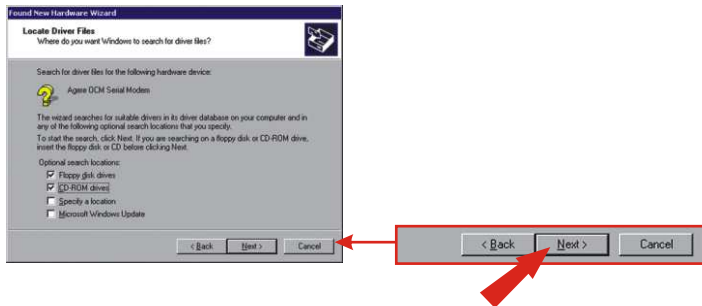 Found New Hardware Wizard
Locate Driver Files
Where do you want Windows to search for driver files?
Search for driver files for the following hardware device:
Agere OCM Serial Modem
The wizard searches for suitable drivers in its driver database on your computer and in
any of the following optional search locations that you specify.
To start the search, click Next. If you are searching on a floppy disk or CD-ROM drive,
insert the floppy disk or CD before clicking Next.
Optional search locations:
Floppy disk drives
CD-ROM drives
Specify a location
Microsoft Windows Update
< Back Next > Cancel
< Back Next > Cancel